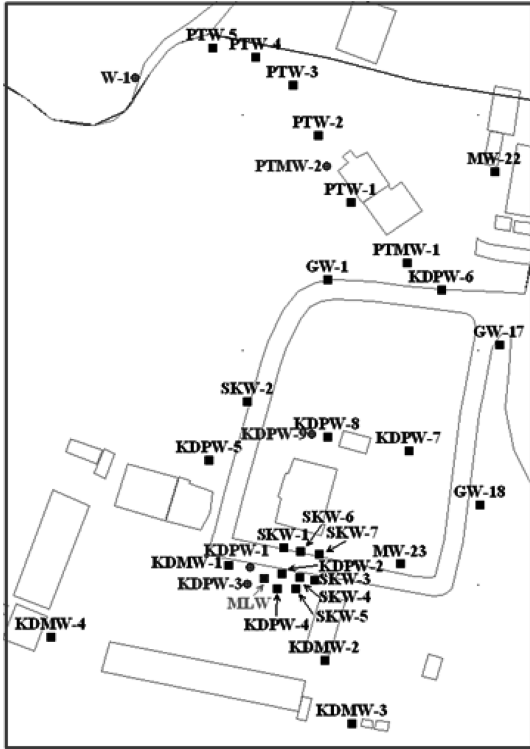 PTW-5
PTW-4
W-1
PTW-3
PTW-2
PTMW-2
MW-22
PTW-1
PTMW-1
GW-1
KDPW-6
GW-17
SKW-2
KDPW-8
KDPW-9
KDPW-5
KDPW-7
GW-18
SKW-6
SKW-1
SKW-7
KDPW-1
MW-23
KDMW-1
KDPW-2
KDPW-3
SKW-3
MLW
SKW-4
KDPW-4
SKW-5
KDMW-4
KDMW-2
KDMW-3